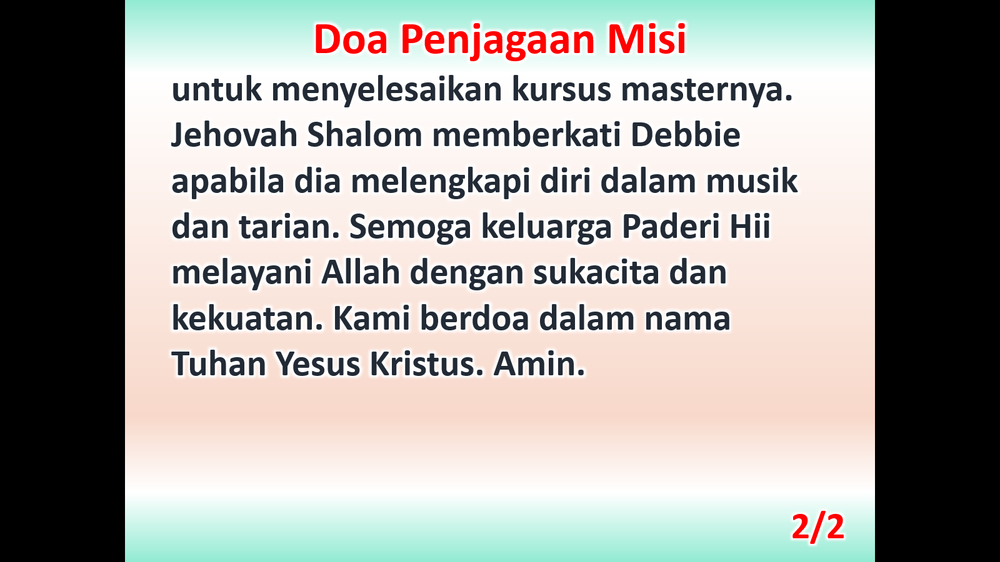 Doa Penjagaan Misi
untuk menyelesaikan kursus masternya.
Jehovah Shalom memberkati Debbie
apabila dia melengkapi diri dalam musik
dan tarian. Semoga keluarga Paderi Hii
melayani Allah dengan sukacita dan
kekuatan. Kami berdoa dalam nama
Tuhan Yesus Kristus. Amin.
2/2